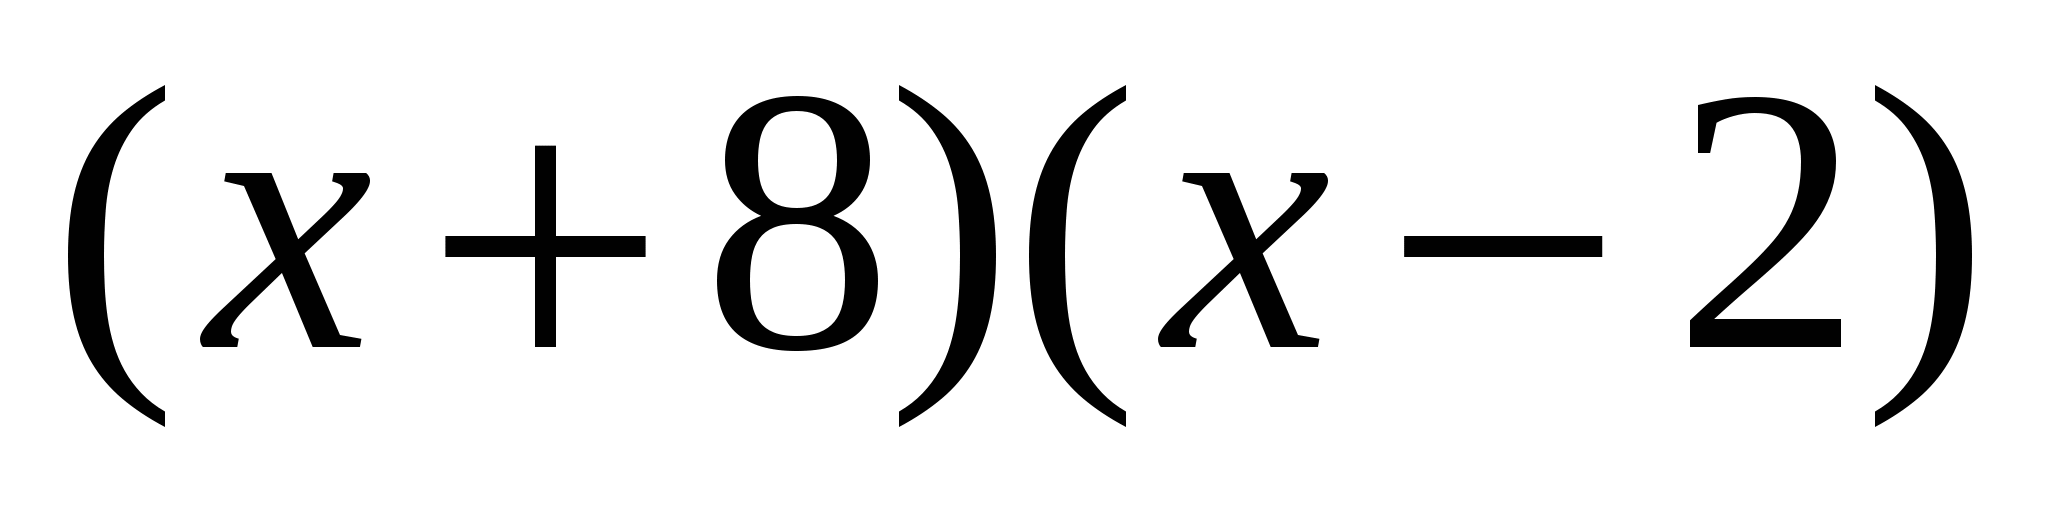 (x + 8)(x − 2)